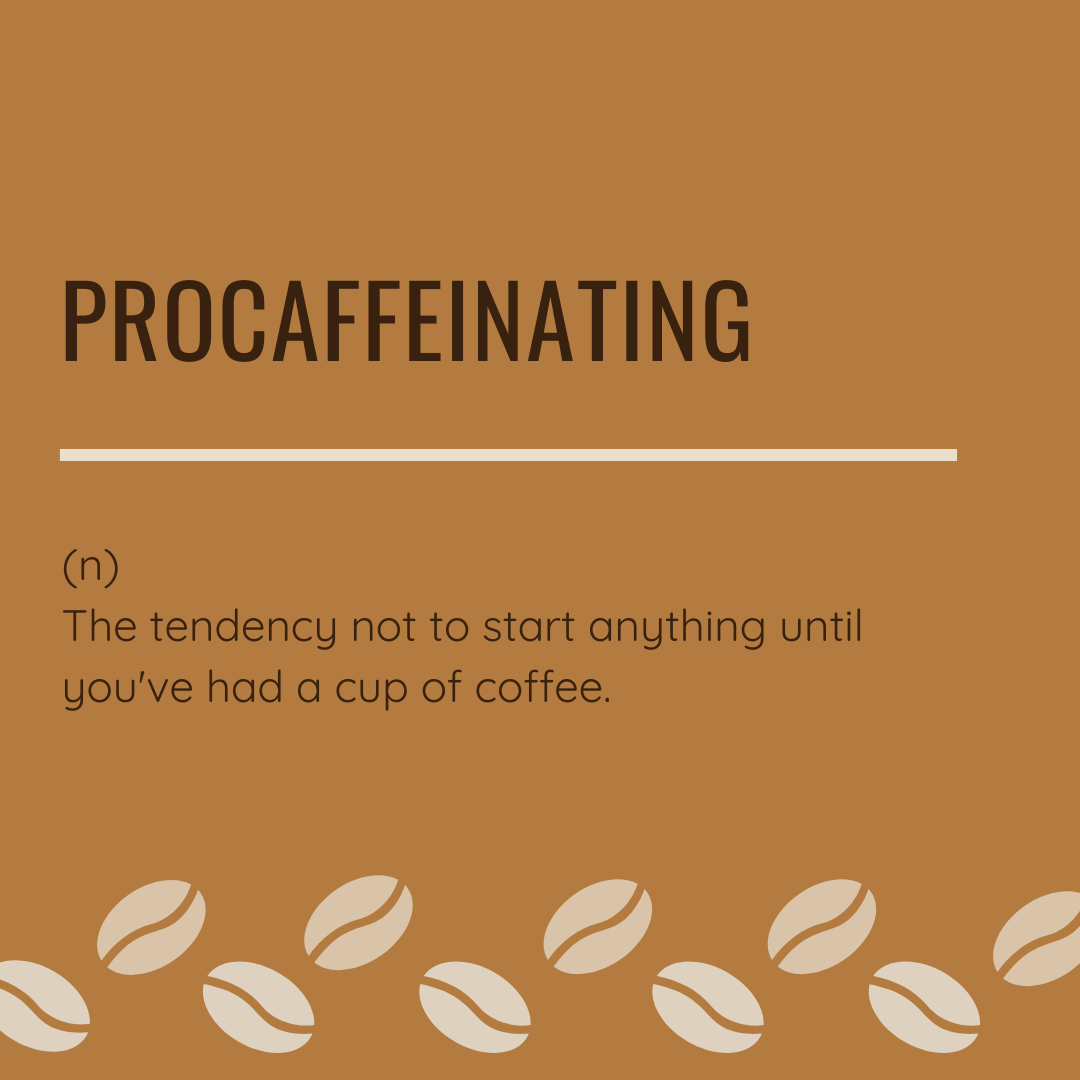 PROCAFFEINATING
(n)
The tendency not to start anything until
you've had a cup of coffee.